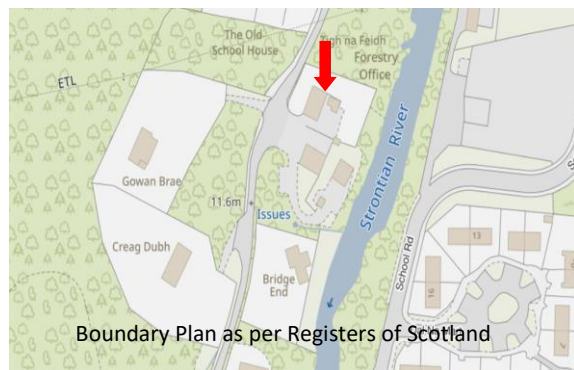 The Old
School House
Tigh na Feidh
Forestry
Office
ETL
Gowan Brae
11.6m
Issues
Strontian River
Creag Dubh
Bridge
End
School Rd
13
16
Boundary Plan as per Registers of Scotland